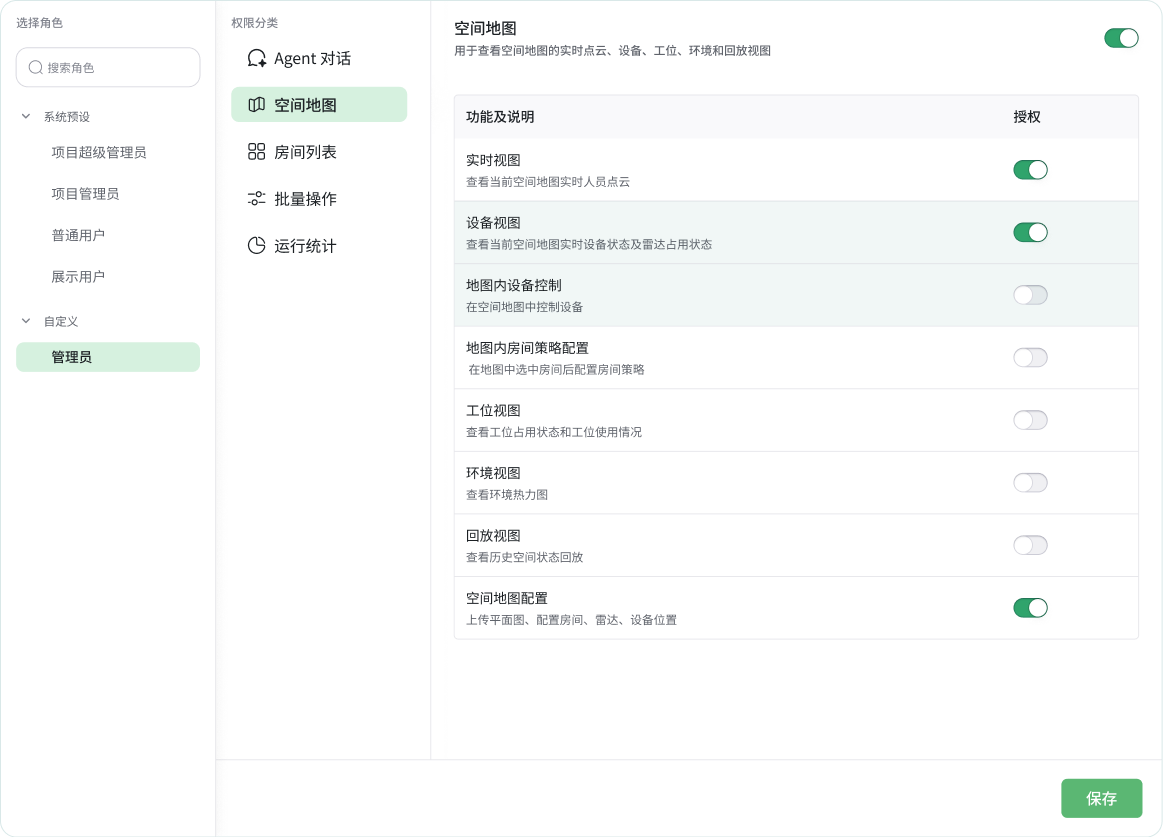 选择角色
搜索角色
系统预设
项目超级管理员
项目管理员
普通用户
展示用户
自定义
管理员
权限分类
Agent 对话
空间地图
房间列表
批量操作
运行统计
空间地图
用于查看空间地图的实时点云、设备、工位、环境和回放视图
功能及说明 授权
实时视图
查看当前空间地图实时人员点云
设备视图
查看当前空间地图实时设备状态及雷达占用状态
地图内设备控制
在空间地图中控制设备
地图内房间策略配置
在地图中选中房间后配置房间策略
工位视图
查看工位占用状态和工位使用情况
环境视图
查看环境热力图
回放视图
查看历史空间状态回放
空间地图配置
上传平面图、配置房间、雷达、设备位置
保存